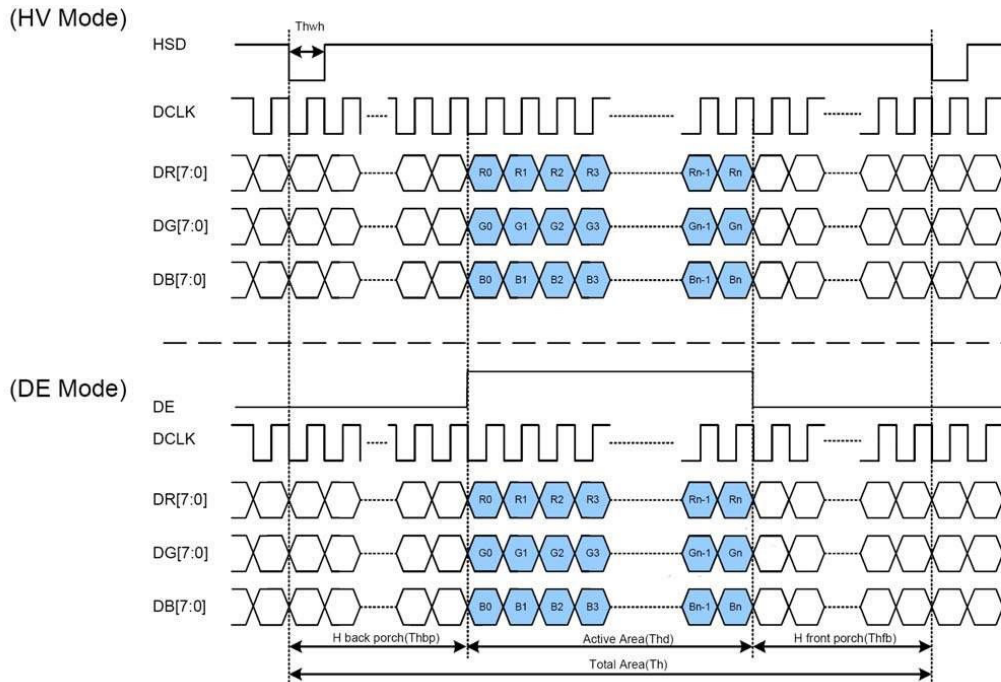 (HV Mode)
Thwh
HSD
DCLK
DR[7:0] R0 R1 R2 R3 Rn-1 Rn
DG[7:0] G0 G1 G2 G3 Gn-1 Gn
DB[7:0] B0 B1 B2 B3 Bn-1 Bn
(DE Mode)
DE
DCLK
DR[7:0] R0 R1 R2 R3 Rn-1 Rn
DG[7:0] G0 G1 G2 G3 Gn-1 Gn
DB[7:0] B0 B1 B2 B3 Bn-1 Bn
H back porch(Thbp) Active Area(Thd) H front porch(Thfb)
Total Area(Th)